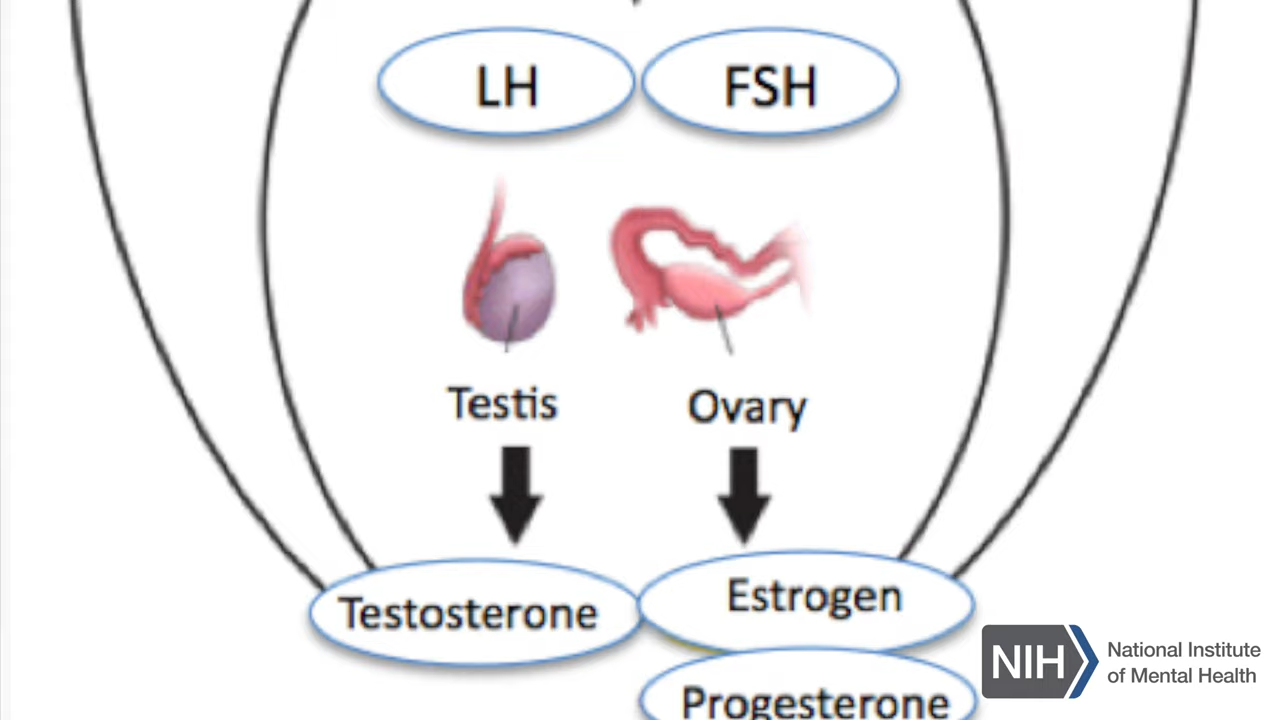 LH
FSH
Testis
Ovary
Testosterone
Estrogen
Progesterone
NIH
National Institute
of Mental Health